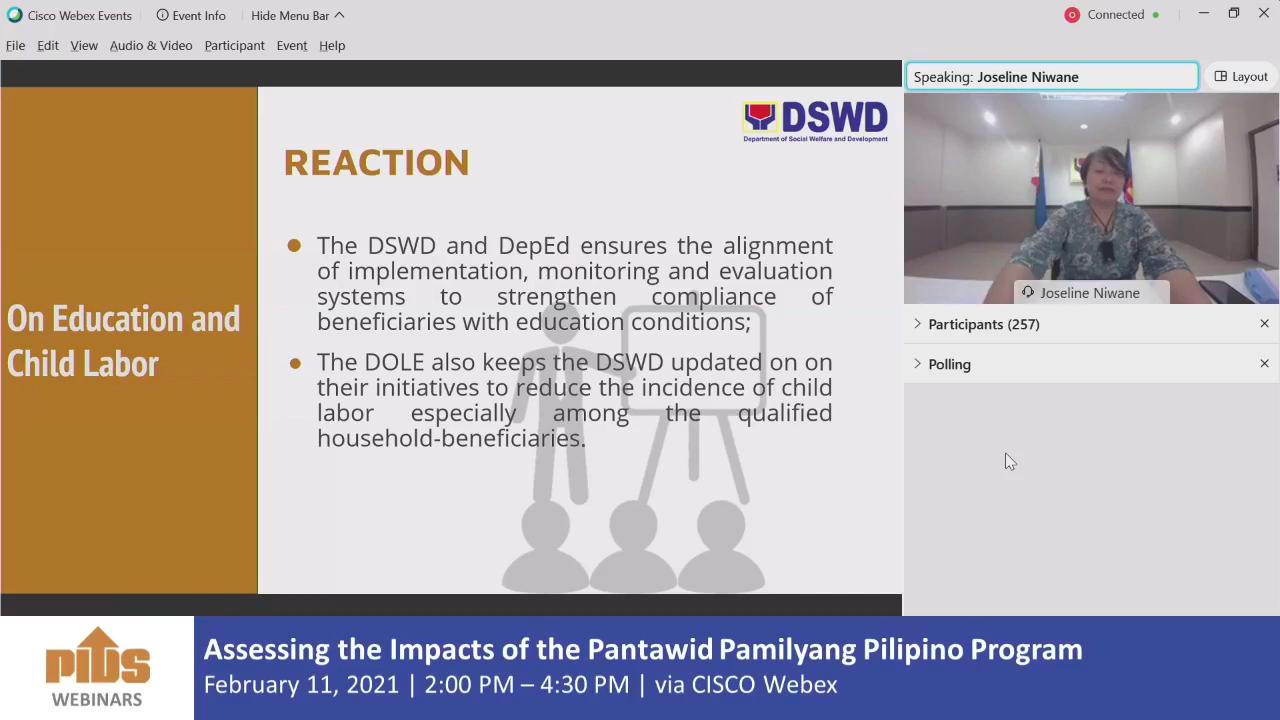 Cisco Webex Events
Event Info
Hide Menu Bar
Connected
File Edit View Audio & Video Participant Event Help
Speaking: Joseline Niwane
Layout
DSWD
Department of Social Welfare and Development
REACTION
On Education and
Child Labor
The DSWD and DepEd ensures the alignment
of implementation, monitoring and evaluation
systems to strengthen compliance of
beneficiaries with education conditions;
The DOLE also keeps the DSWD updated on on
their initiatives to reduce the incidence of child
labor especially among the qualified
household-beneficiaries.
Joseline Niwane
Participants (257)
Polling
PIDS
WEBINARS
Assessing the Impacts of the Pantawid Pamilyang Pilipino Program
February 11, 2021 | 2:00 PM – 4:30 PM | via CISCO Webex